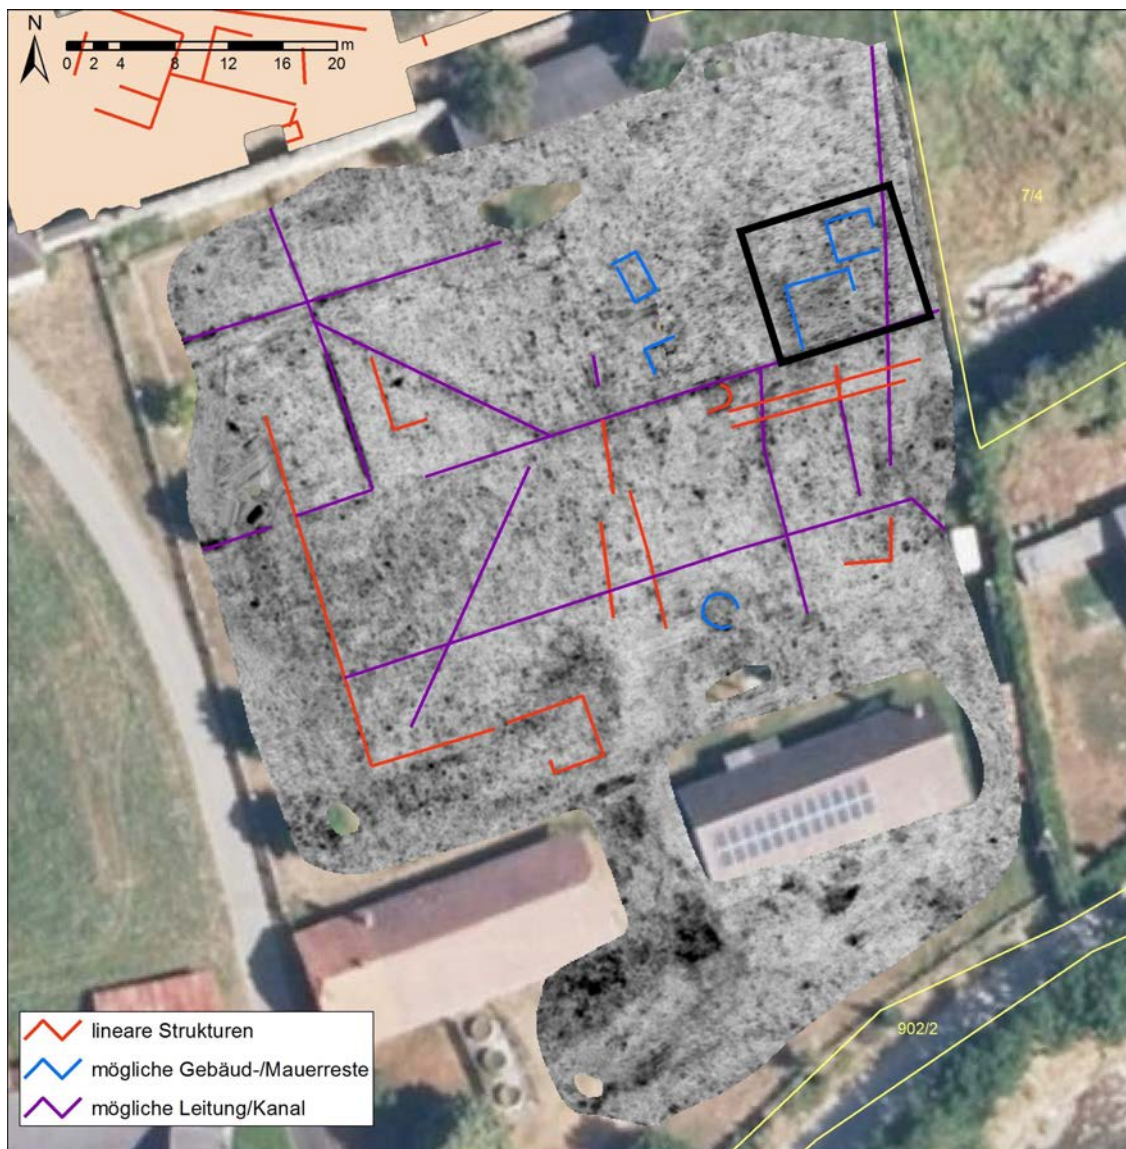 N
0 2 4 8 12 16 20
m
7/4
902/2
lineare Strukturen
mögliche Gebäud-/Mauerreste
mögliche Leitung/Kanal